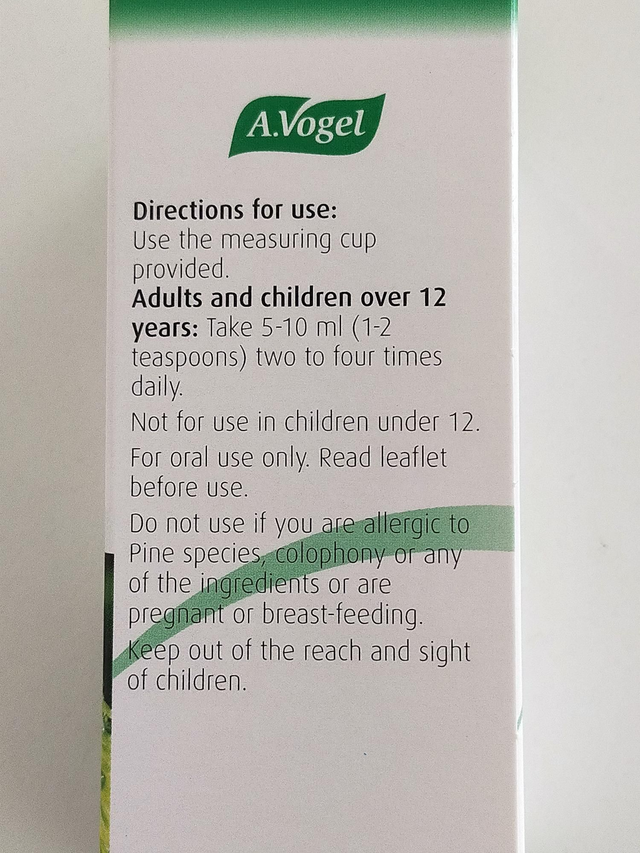 A.Vogel
Directions for use:
Use the measuring cup
provided.
Adults and children over 12
years: Take 5-10 ml (1-2
teaspoons) two to four times
daily.
Not for use in children under 12.
For oral use only. Read leaflet
before use.
Do not use if you are allergic to
Pine species, colophony or any
of the ingredients or are
pregnant or breast-feeding.
Keep out of the reach and sight
of children.